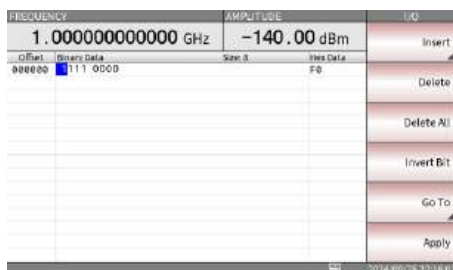 FREQUENCY AMPLITUDE I/Q
1.000000000000 GHz -140.00 dBm
Insert
Offset Binary Data Size: 8 Hex Data
000000 1111 0000 F0
Delete
Delete All
Invert Bit
Go To
Apply